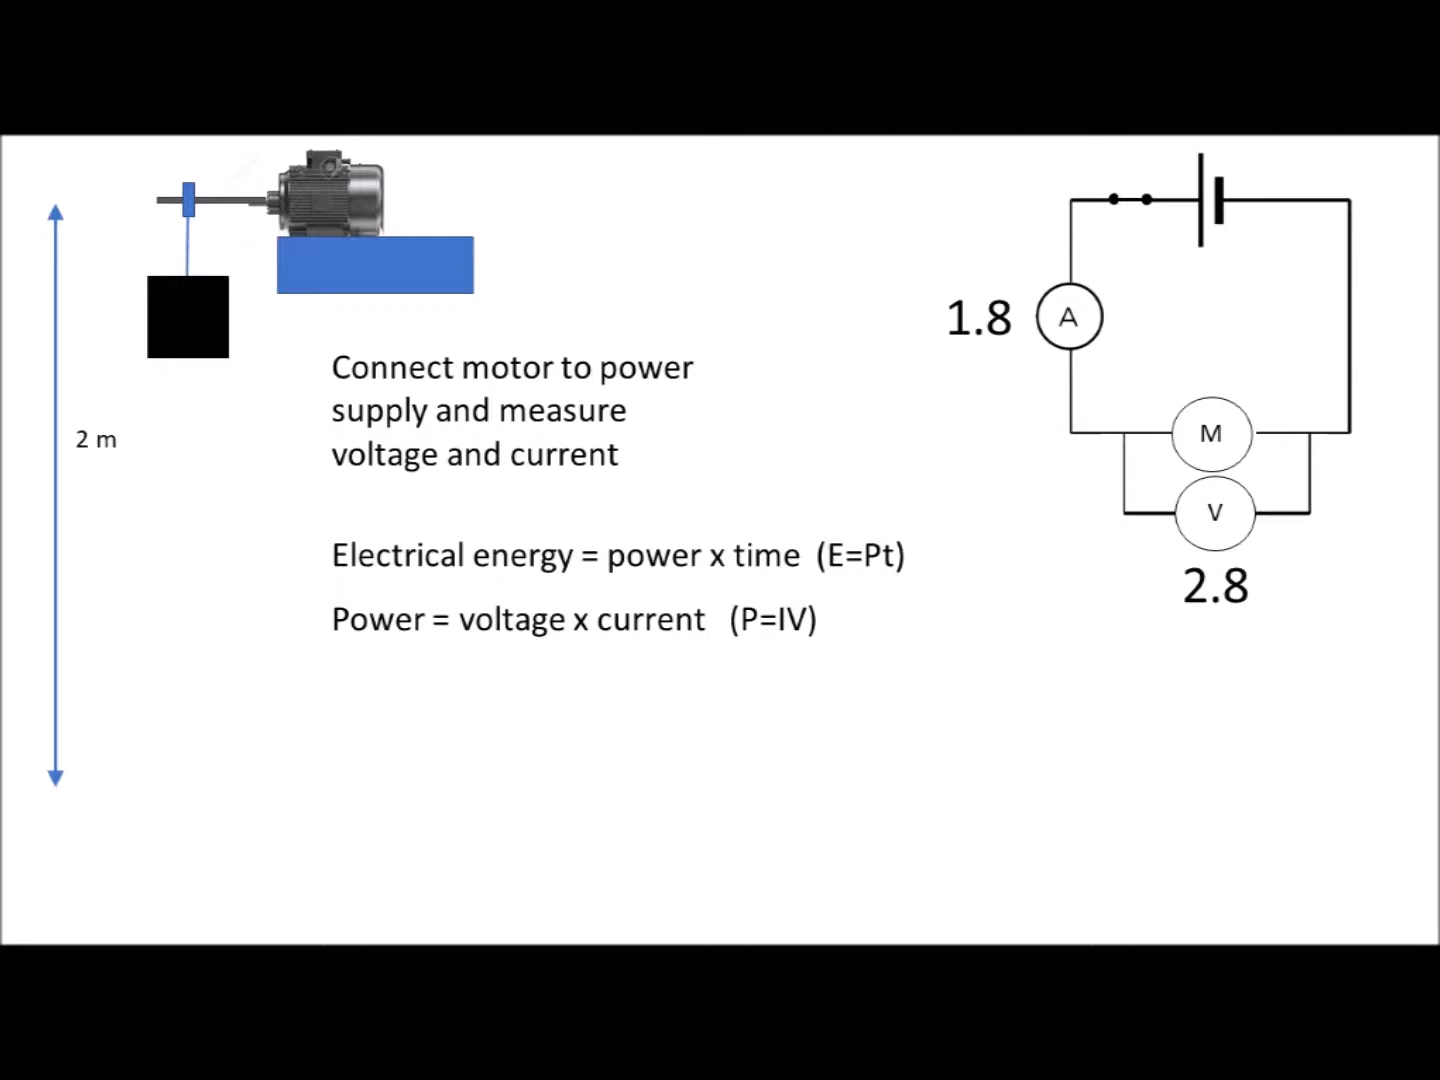 2 m
Connect motor to power
supply and measure
voltage and current
Electrical energy = power x time (E=Pt)
Power = voltage x current (P=IV)
1.8
A
M
V
2.8